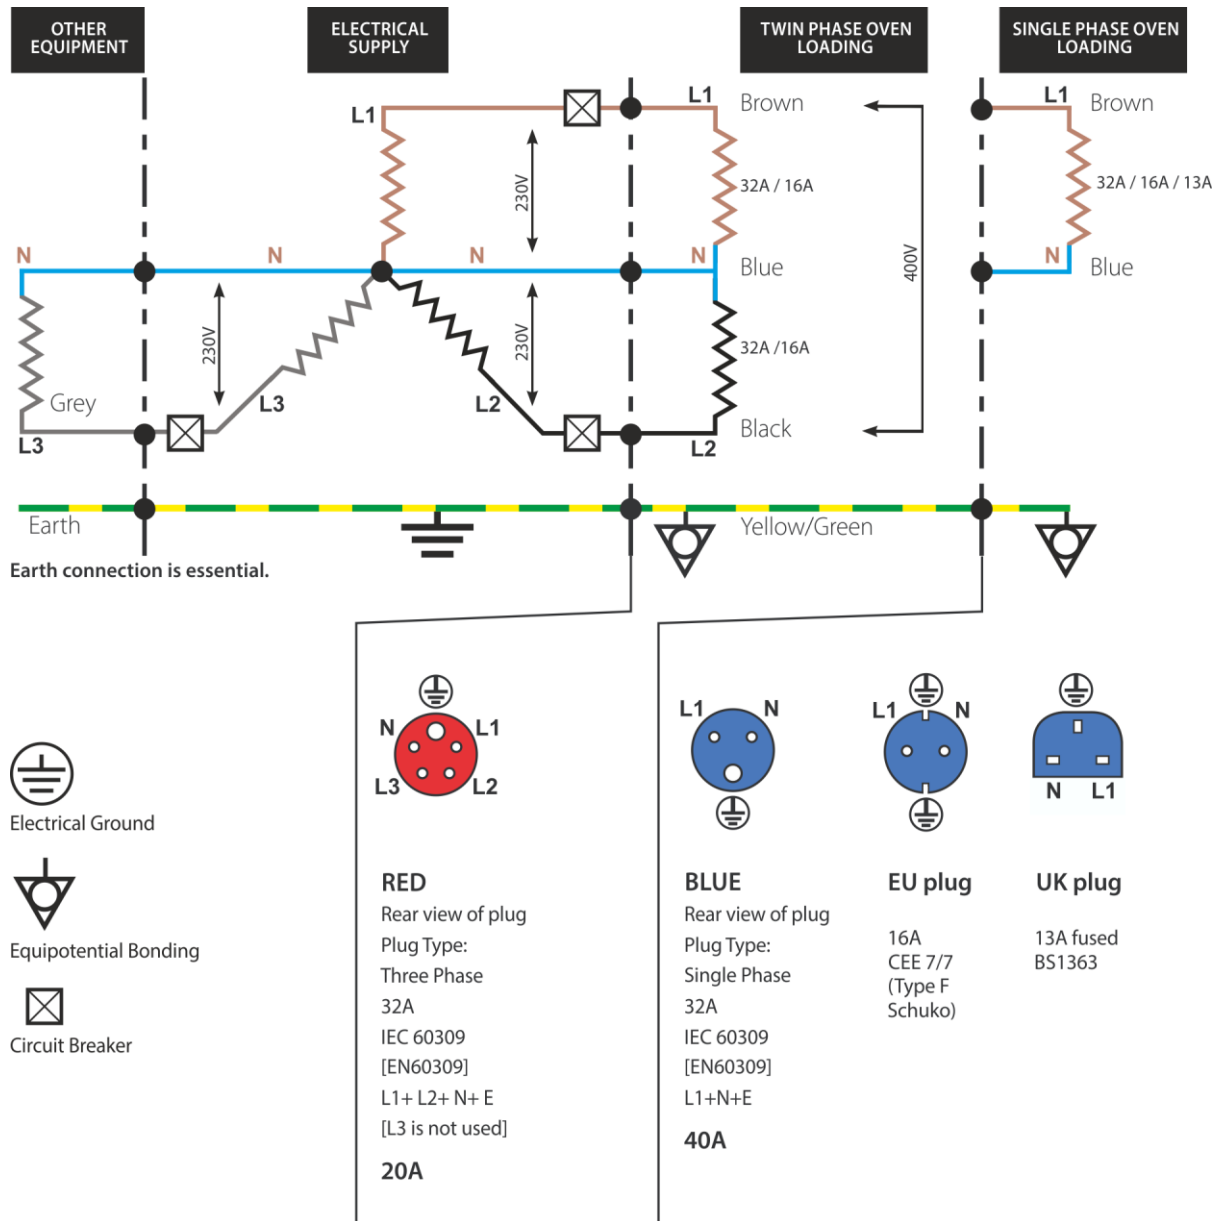 OTHER
EQUIPMENT
ELECTRICAL
SUPPLY
TWIN PHASE OVEN
LOADING
SINGLE PHASE OVEN
LOADING
L1
L1
Brown
L1
Brown
230V
32A / 16A
32A / 16A / 13A
N
N
N
N
Blue
400V
N
Blue
230V
230V
32A /16A
Grey
L3
L2
Black
L3
L2
Earth
Yellow/Green
Earth connection is essential.
N
L1
L3
L2
L1
N
L1
N
N
L1
Electrical Ground
Equipotential Bonding
Circuit Breaker
RED
Rear view of plug
Plug Type:
Three Phase
32A
IEC 60309
[EN60309]
L1+ L2+ N+ E
[L3 is not used]
20A
BLUE
Rear view of plug
Plug Type:
Single Phase
32A
IEC 60309
[EN60309]
L1+N+E
40A
EU plug
16A
CEE 7/7
(Type F
Schuko)
UK plug
13A fused
BS1363